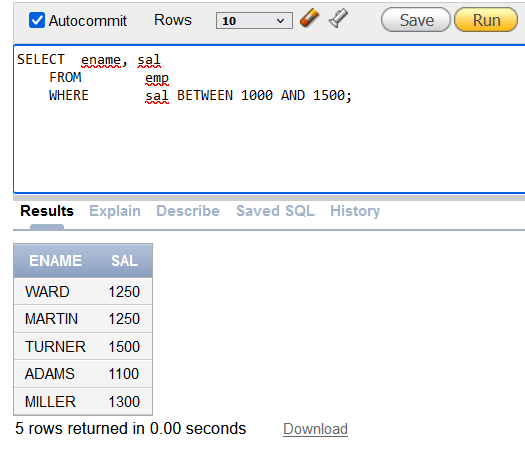 Autocommit Rows 10 Save Run
SELECT ename, sal
FROM emp
WHERE sal BETWEEN 1000 AND 1500;
Results Explain Describe Saved SQL History
ENAME SAL
WARD 1250
MARTIN 1250
TURNER 1500
ADAMS 1100
MILLER 1300
5 rows returned in 0.00 seconds Download